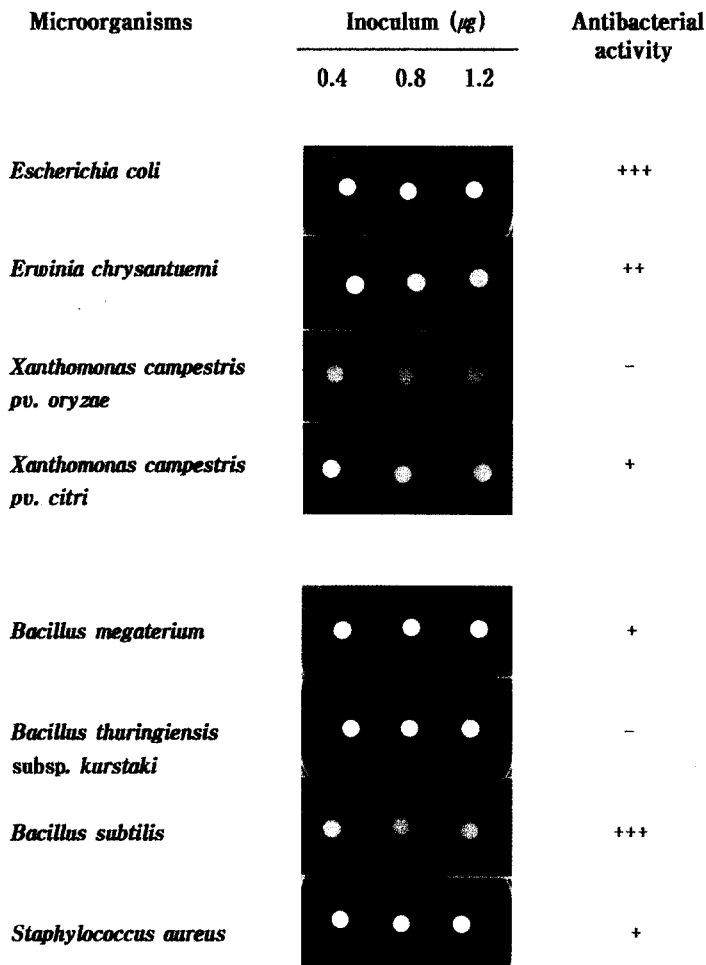 Microorganisms Inoculum (㎍) Antibacterial activity
0.4 0.8 1.2
Escherichia coli +++
Erwinia chrysantuemi ++
Xanthomonas campestris pv. oryzae −
Xanthomonas campestris pv. citri +
Bacillus megaterium +
Bacillus thuringiensis subsp. kurstaki −
Bacillus subtilis +++
Staphylococcus aureus +